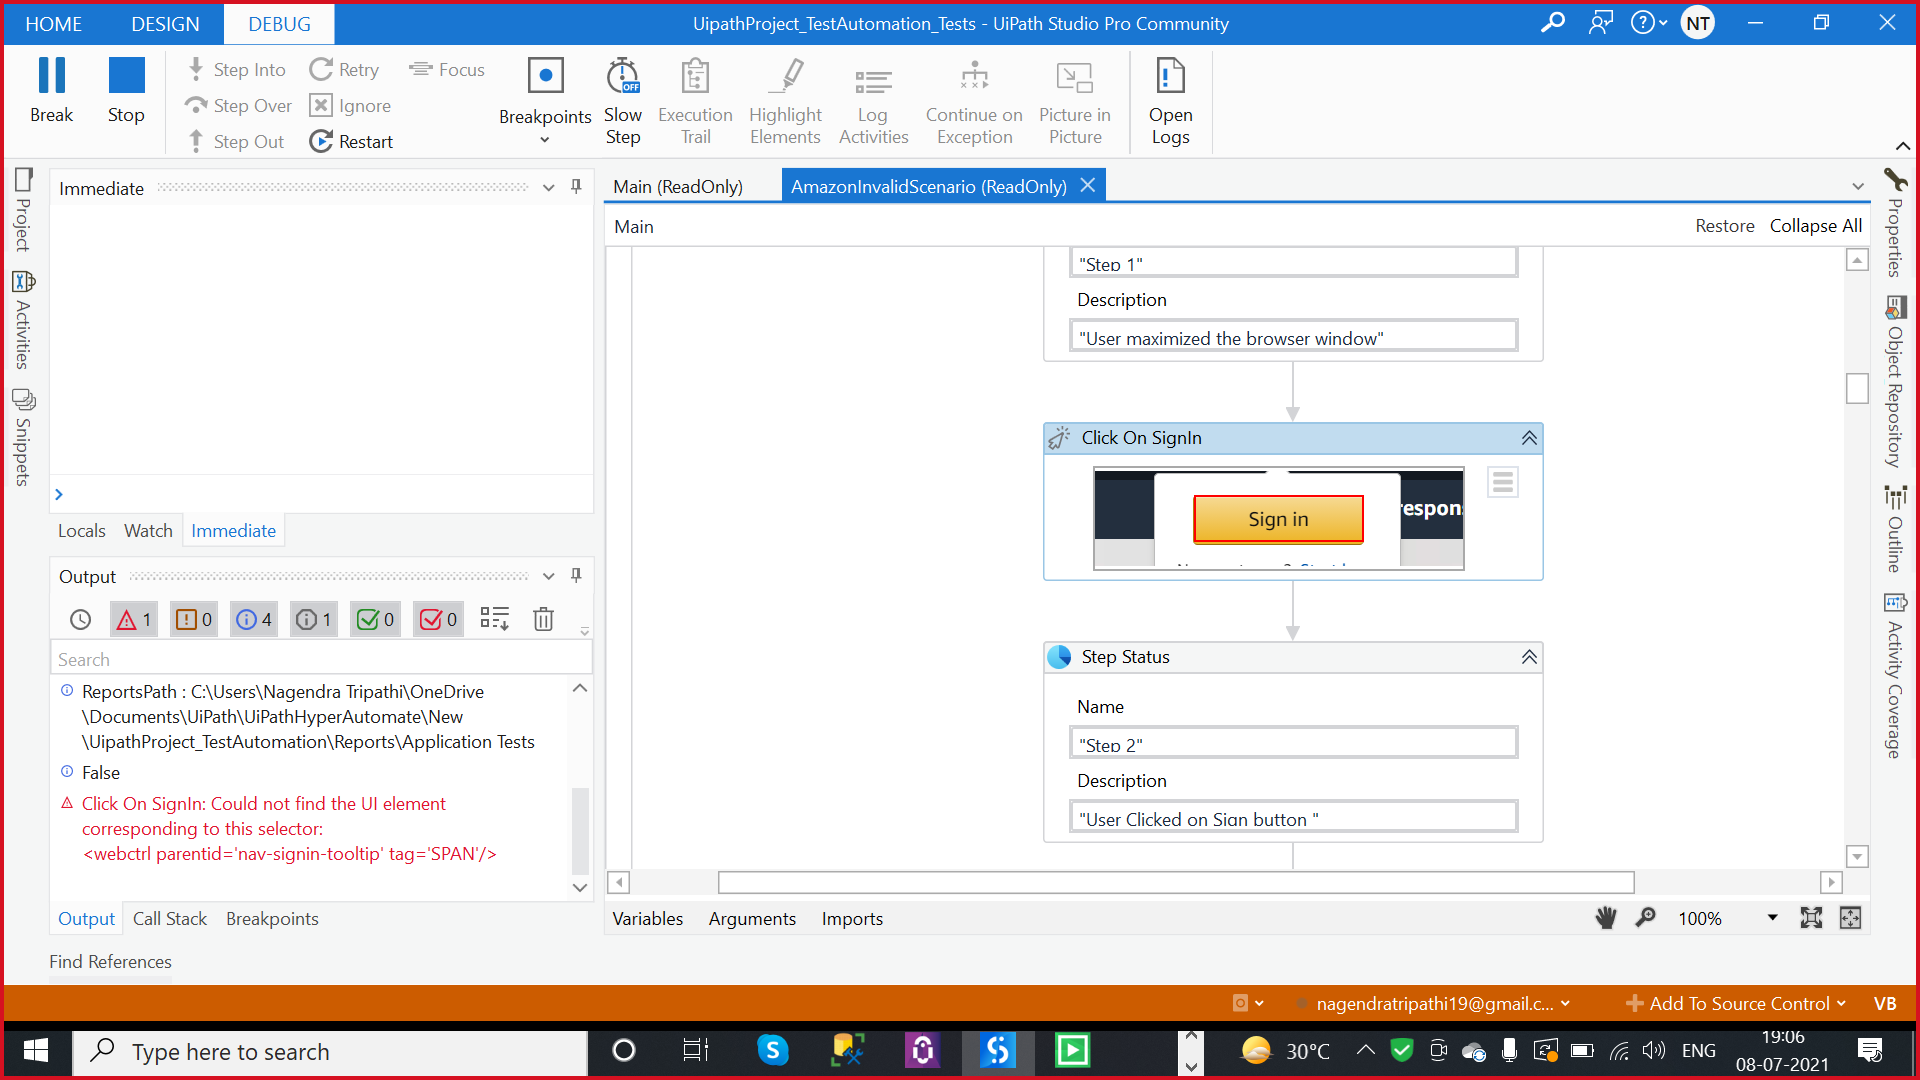 HOME DESIGN DEBUG UipathProject_TestAutomation_Tests - UiPath Studio Pro Community NT
Break Stop
Step Into Retry Focus
Step Over Ignore
Step Out Restart
Breakpoints
Slow Step
Execution Trail
Highlight Elements
Log Activities
Continue on Exception
Picture in Picture
Open Logs
Project
Activities
Snippets
Immediate
Locals Watch Immediate
Output
1 0 4 1 0 0
Search
ReportsPath : C:\Users\Nagendra Tripathi\OneDrive
\Documents\UiPath\UiPathHyperAutomate\New
\UipathProject_TestAutomation\Reports\Application Tests
False
Click On SignIn: Could not find the UI element
corresponding to this selector:
<webctrl parentid='nav-signin-tooltip' tag='SPAN'/>
Output Call Stack Breakpoints
Find References
Main (ReadOnly) AmazonInvalidScenario (ReadOnly)
Main Restore Collapse All
"Step 1"
Description
"User maximized the browser window"
Click On SignIn
Sign in
respons
Step Status
Name
"Step 2"
Description
"User Clicked on Sign button "
Variables Arguments Imports 100%
Properties
Object Repository
Outline
Activity Coverage
nagendratripathi19@gmail.c... Add To Source Control VB
Type here to search
OFF
30°C ENG
19:06
08-07-2021